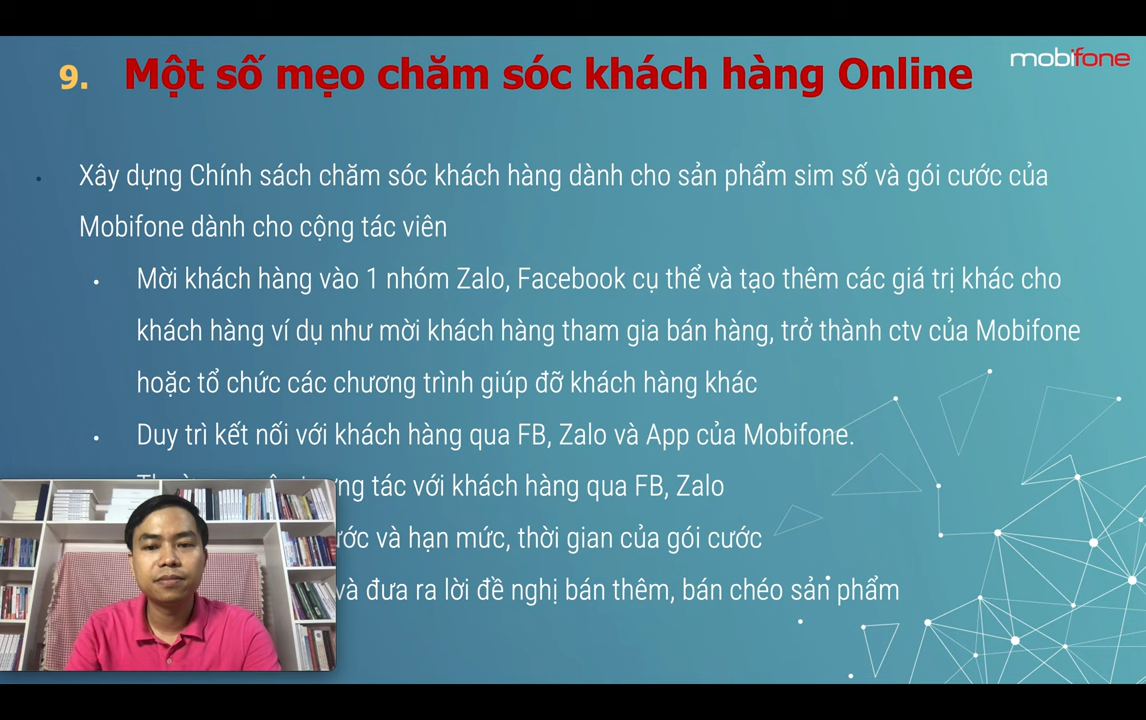 9. Một số mẹo chăm sóc khách hàng Online
mobifone
Xây dựng Chính sách chăm sóc khách hàng dành cho sản phẩm sim số và gói cước của
Mobifone dành cho cộng tác viên
Mời khách hàng vào 1 nhóm Zalo, Facebook cụ thể và tạo thêm các giá trị khác cho
khách hàng ví dụ như mời khách hàng tham gia bán hàng, trở thành ctv của Mobifone
hoặc tổ chức các chương trình giúp đỡ khách hàng khác
Duy trì kết nối với khách hàng qua FB, Zalo và App của Mobifone.
tác với khách hàng qua FB, Zalo
và hạn mức, thời gian của gói cước
và đưa ra lời đề nghị bán thêm, bán chéo sản phẩm